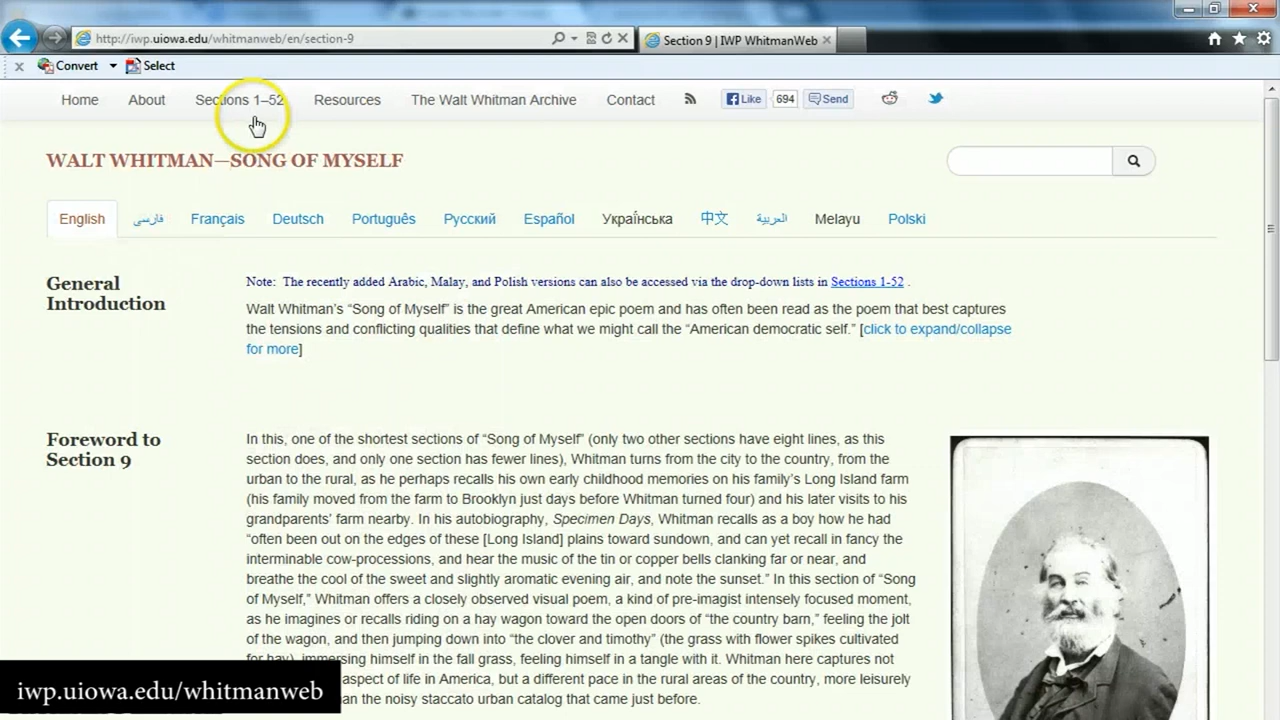 http://iwp.uiowa.edu/whitmanweb/en/section-9
Section 9 | IWP WhitmanWeb
Convert Select
Home About Sections 1–52 Resources The Walt Whitman Archive Contact Like 694 Send
WALT WHITMAN—SONG OF MYSELF
English فارسی Français Deutsch Português Русский Español Українська 中文 العربية Melayu Polski
General
Introduction
Note: The recently added Arabic, Malay, and Polish versions can also be accessed via the drop-down lists in Sections 1-52 .
Walt Whitman’s “Song of Myself” is the great American epic poem and has often been read as the poem that best captures
the tensions and conflicting qualities that define what we might call the “American democratic self.” [click to expand/collapse
for more]
Foreword to
Section 9
In this, one of the shortest sections of “Song of Myself” (only two other sections have eight lines, as this
section does, and only one section has fewer lines), Whitman turns from the city to the country, from the
urban to the rural, as he perhaps recalls his own early childhood memories on his family’s Long Island farm
(his family moved from the farm to Brooklyn just days before Whitman turned four) and his later visits to his
grandparents’ farm nearby. In his autobiography, Specimen Days, Whitman recalls as a boy how he had
“often been out on the edges of these [Long Island] plains toward sundown, and can yet recall in fancy the
interminable cow-processions, and hear the music of the tin or copper bells clanking far or near, and
breathe the cool of the sweet and slightly aromatic evening air, and note the sunset.” In this section of “Song
of Myself,” Whitman offers a closely observed visual poem, a kind of pre-imagist intensely focused moment,
as he imagines or recalls riding on a hay wagon toward the open doors of “the country barn,” feeling the jolt
of the wagon, and then jumping down into “the clover and timothy” (the grass with flower spikes cultivated
for hay), immersing himself in the fall grass, feeling himself in a tangle with it. Whitman here captures not
aspect of life in America, but a different pace in the rural areas of the country, more leisurely
than the noisy staccato urban catalog that came just before.
iwp.uiowa.edu/whitmanweb